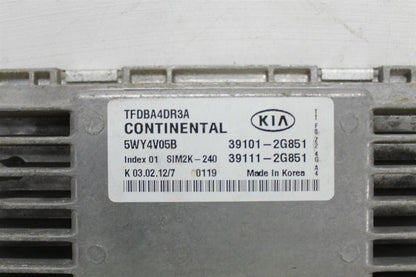 TFDBA4DR3A
CONTINENTAL KIA
5WY4V05B 39101-2G851
Index 01 SIM2K-240 39111-2G851
K 03.02.12/7 0119 Made In Korea